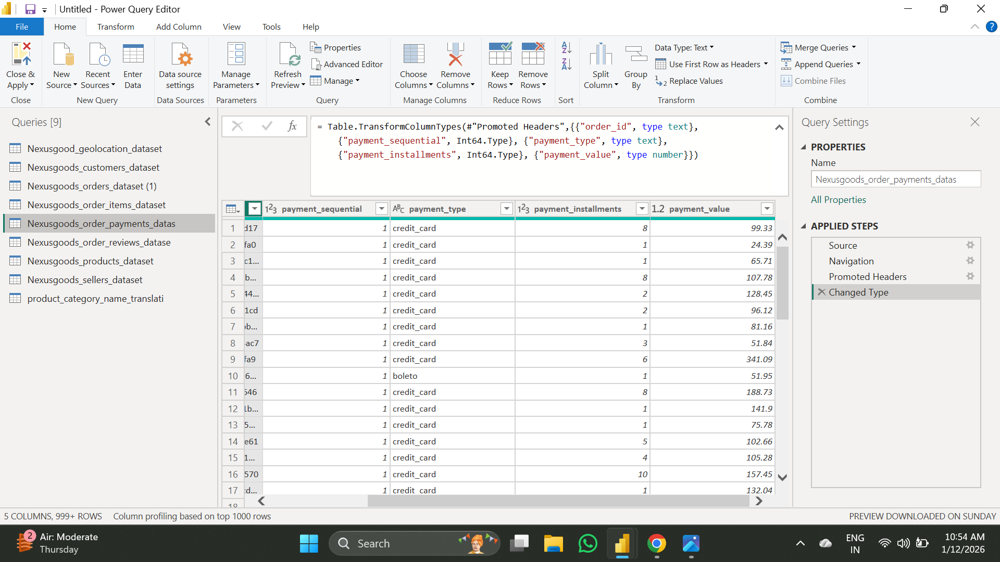 Untitled - Power Query Editor
File Home Transform Add Column View Tools Help
Close & Apply
New Source
Recent Sources
Enter Data
Data source settings
Manage Parameters
Refresh Preview
Properties
Advanced Editor
Manage
Choose Columns
Remove Columns
Keep Rows
Remove Rows
A Z
Z A
Split Column
Group By
Data Type: Text
Use First Row as Headers
1 2 Replace Values
Merge Queries
Append Queries
Combine Files
Close
New Query
Data Sources
Parameters
Query
Manage Columns
Reduce Rows
Sort
Transform
Combine
Queries [9]
Nexusgood_geolocation_dataset
Nexusgoods_customers_dataset
Nexusgoods_orders_dataset (1)
Nexusgoods_order_items_dataset
Nexusgoods_order_payments_datas
Nexusgoods_order_reviews_datase
Nexusgoods_products_dataset
Nexusgoods_sellers_dataset
product_category_name_translati
fx
= Table.TransformColumnTypes(#"Promoted Headers",{{"order_id", type text},
{"payment_sequential", Int64.Type}, {"payment_type", type text},
{"payment_installments", Int64.Type}, {"payment_value", type number}})
123 payment_sequential ABC payment_type 123 payment_installments 1.2 payment_value
1 d17 1 credit_card 8 99.33
2 fa0 1 credit_card 1 24.39
3 c1... 1 credit_card 1 65.71
4 b... 1 credit_card 8 107.78
5 44... 1 credit_card 2 128.45
6 1cd 1 credit_card 2 96.12
7 b... 1 credit_card 1 81.16
8 ac7 1 credit_card 3 51.84
9 fa9 1 credit_card 6 341.09
10 6... 1 boleto 1 51.95
11 646 1 credit_card 8 188.73
12 1b... 1 credit_card 1 141.9
13 5... 1 credit_card 1 75.78
14 e61 1 credit_card 5 102.66
15 1... 1 credit_card 4 105.28
16 570 1 credit_card 10 157.45
17 d... 1 credit_card 1 132.04
18
Query Settings
PROPERTIES
Name
Nexusgoods_order_payments_datas
All Properties
APPLIED STEPS
Source
Navigation
Promoted Headers
Changed Type
5 COLUMNS, 999+ ROWS Column profiling based on top 1000 rows
PREVIEW DOWNLOADED ON SUNDAY
2
Air: Moderate
Thursday
Search
ENG
IN
10:54 AM
1/12/2026